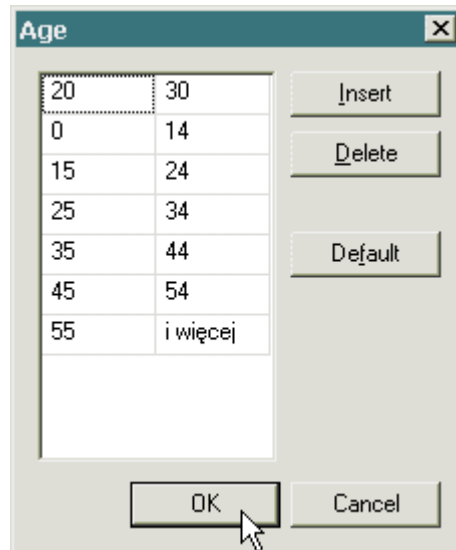 Age
20 30
0 14
15 24
25 34
35 44
45 54
55 i więcej
Insert
Delete
Default
OK
Cancel